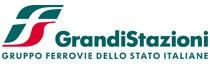 GrandiStazioni
GRUPPO FERROVIE DELLO STATO ITALIANE